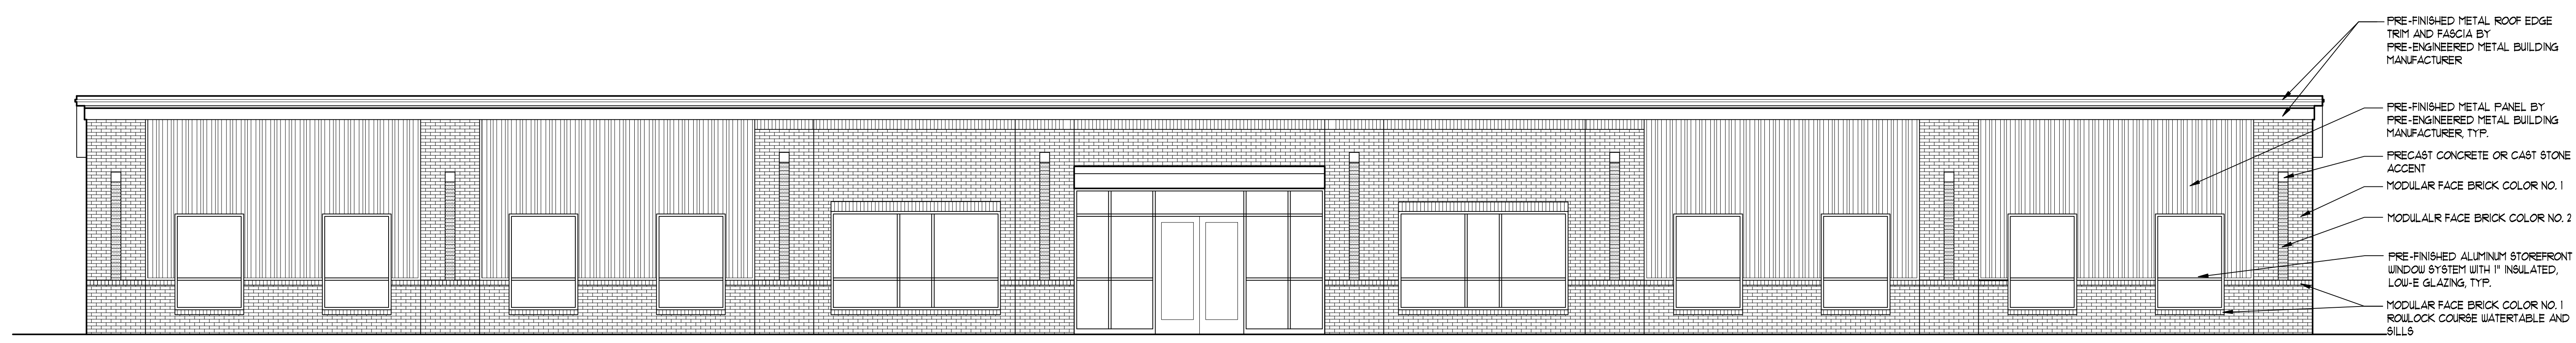 PRE-FINISHED METAL ROOF EDGE
TRIM AND FASCIA BY
PRE-ENGINEERED METAL BUILDING
MANUFACTURER
PRE-FINISHED METAL PANEL BY
PRE-ENGINEERED METAL BUILDING
MANUFACTURER, TYP.
PRECAST CONCRETE OR CAST STONE
ACCENT
MODULAR FACE BRICK COLOR NO. 1
MODULALR FACE BRICK COLOR NO. 2
PRE-FINISHED ALUMINUM STOREFRONT
WINDOW SYSTEM WITH 1" INSULATED,
LOW-E GLAZING, TYP.
MODULAR FACE BRICK COLOR NO. 1
ROWLOCK COURSE WATERTABLE AND
SILLS